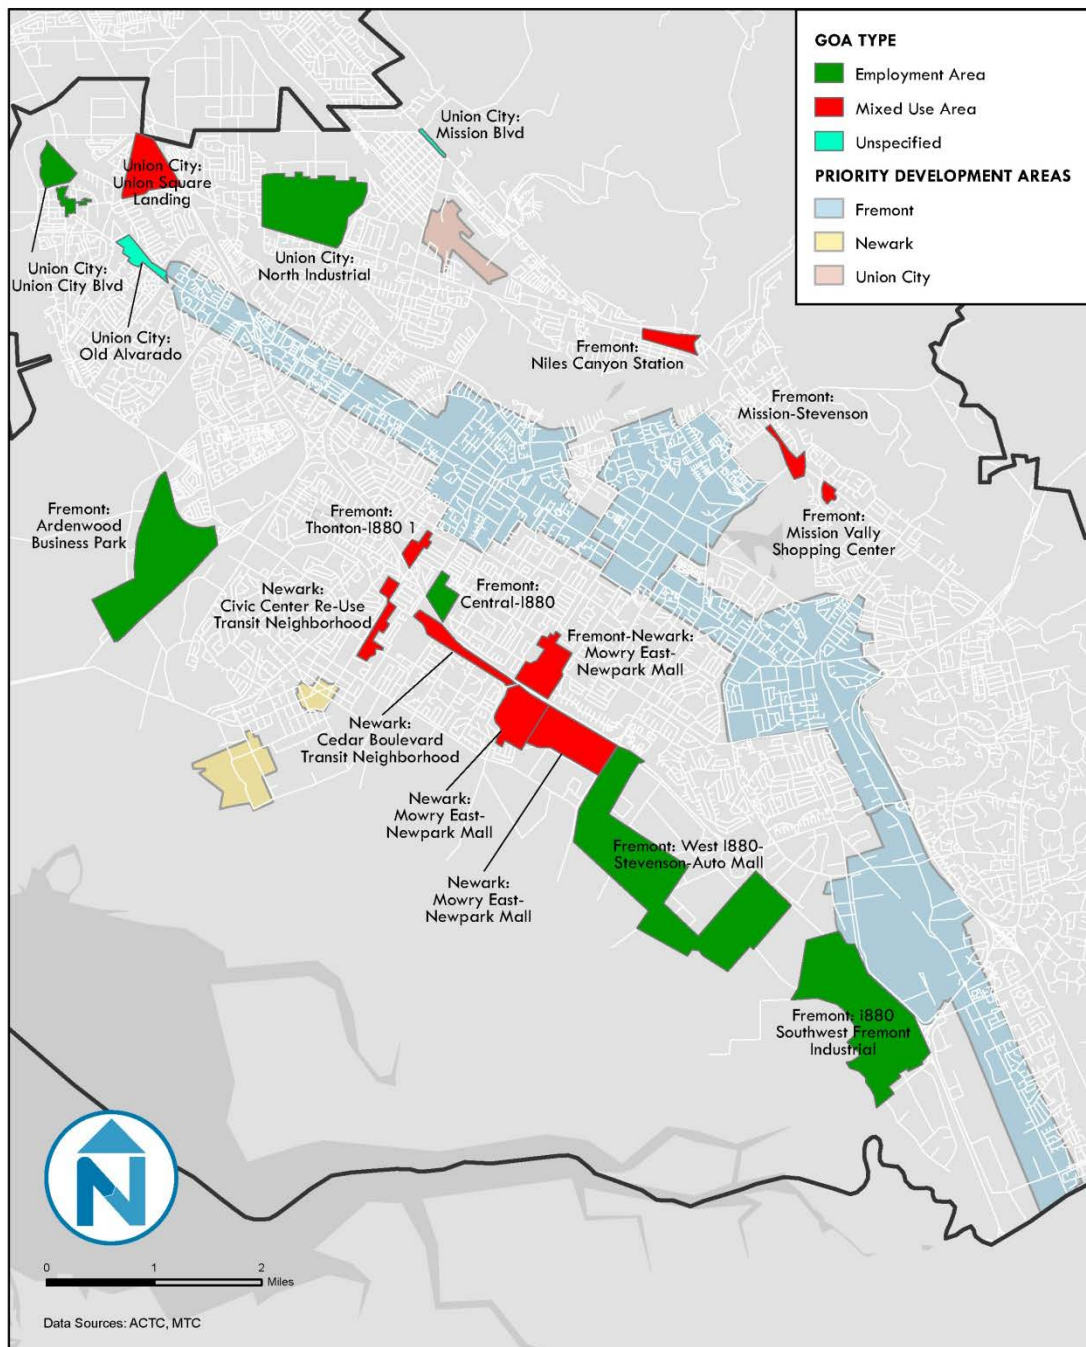 GOA TYPE
Employment Area
Mixed Use Area
Unspecified
PRIORITY DEVELOPMENT AREAS
Fremont
Newark
Union City
Union City:
Mission Blvd
Union City:
Union Square
Landing
Union City:
North Industrial
Union City:
Union City Blvd
Union City:
Old Alvarado
Fremont:
Niles Canyon Station
Fremont:
Mission-Stevenson
Fremont:
Mission Vally
Shopping Center
Fremont:
Ardenwood
Business Park
Fremont:
Thonton-I880 1
Newark:
Civic Center Re-Use
Transit Neighborhood
Fremont:
Central-I880
Fremont-Newark:
Mowry East-
Newpark Mall
Newark:
Cedar Boulevard
Transit Neighborhood
Newark:
Mowry East-
Newpark Mall
Newark:
Mowry East-
Newpark Mall
Fremont: West I880-
Stevenson-Auto Mall
Fremont: I880
Southwest Fremont
Industrial
N
0 1 2
Miles
Data Sources: ACTC, MTC